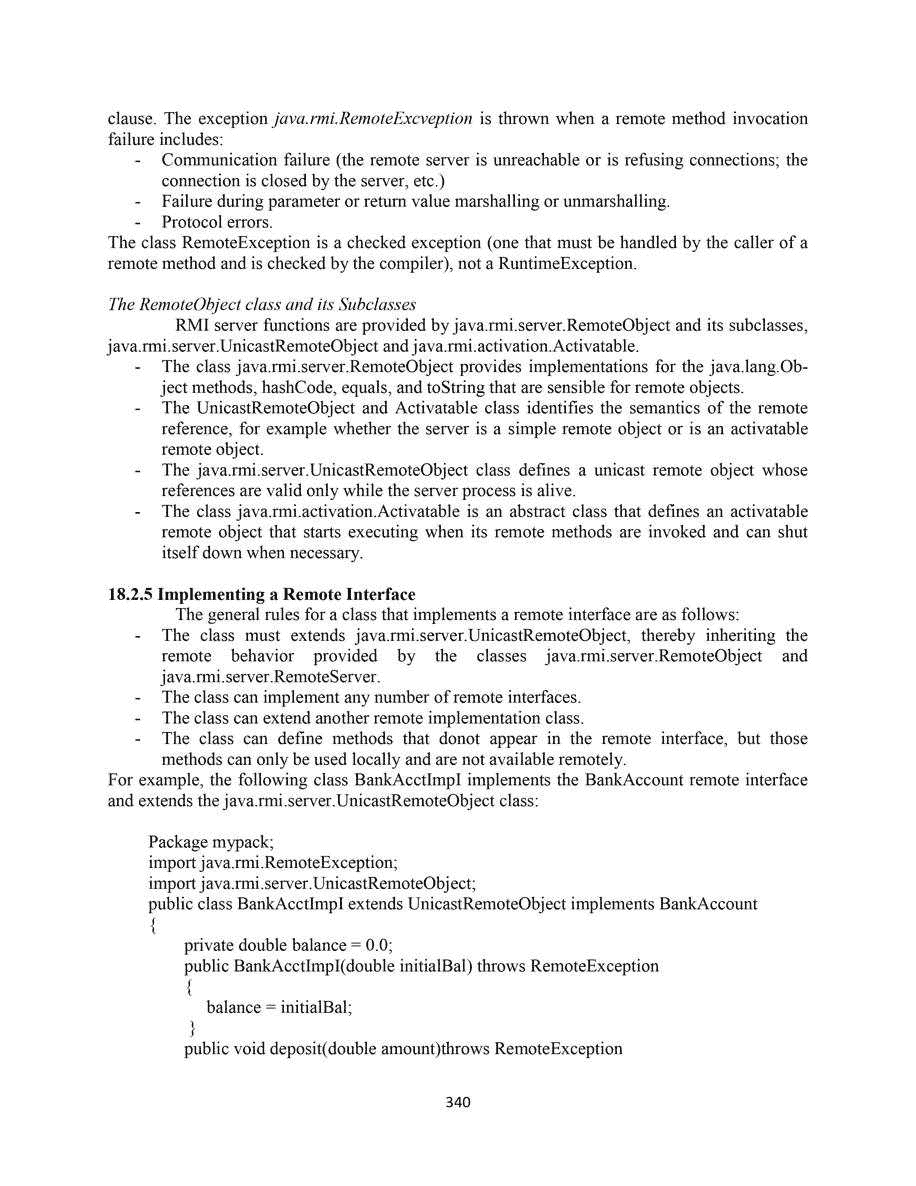 clause. The exception java.rmi.RemoteExcveption is thrown when a remote method invocation
failure includes:
- Communication failure (the remote server is unreachable or is refusing connections; the
connection is closed by the server, etc.)
- Failure during parameter or return value marshalling or unmarshalling.
- Protocol errors.
The class RemoteException is a checked exception (one that must be handled by the caller of a
remote method and is checked by the compiler), not a RuntimeException.
The RemoteObject class and its Subclasses
RMI server functions are provided by java.rmi.server.RemoteObject and its subclasses,
java.rmi.server.UnicastRemoteObject and java.rmi.activation.Activatable.
- The class java.rmi.server.RemoteObject provides implementations for the java.lang.Ob-
ject methods, hashCode, equals, and toString that are sensible for remote objects.
- The UnicastRemoteObject and Activatable class identifies the semantics of the remote
reference, for example whether the server is a simple remote object or is an activatable
remote object.
- The java.rmi.server.UnicastRemoteObject class defines a unicast remote object whose
references are valid only while the server process is alive.
- The class java.rmi.activation.Activatable is an abstract class that defines an activatable
remote object that starts executing when its remote methods are invoked and can shut
itself down when necessary.
18.2.5 Implementing a Remote Interface
The general rules for a class that implements a remote interface are as follows:
- The class must extends java.rmi.server.UnicastRemoteObject, thereby inheriting the
remote behavior provided by the classes java.rmi.server.RemoteObject and
java.rmi.server.RemoteServer.
- The class can implement any number of remote interfaces.
- The class can extend another remote implementation class.
- The class can define methods that donot appear in the remote interface, but those
methods can only be used locally and are not available remotely.
For example, the following class BankAcctImpI implements the BankAccount remote interface
and extends the java.rmi.server.UnicastRemoteObject class:
Package mypack;
import java.rmi.RemoteException;
import java.rmi.server.UnicastRemoteObject;
public class BankAcctImpI extends UnicastRemoteObject implements BankAccount
{
private double balance = 0.0;
public BankAcctImpI(double initialBal) throws RemoteException
{
balance = initialBal;
}
public void deposit(double amount)throws RemoteException
340